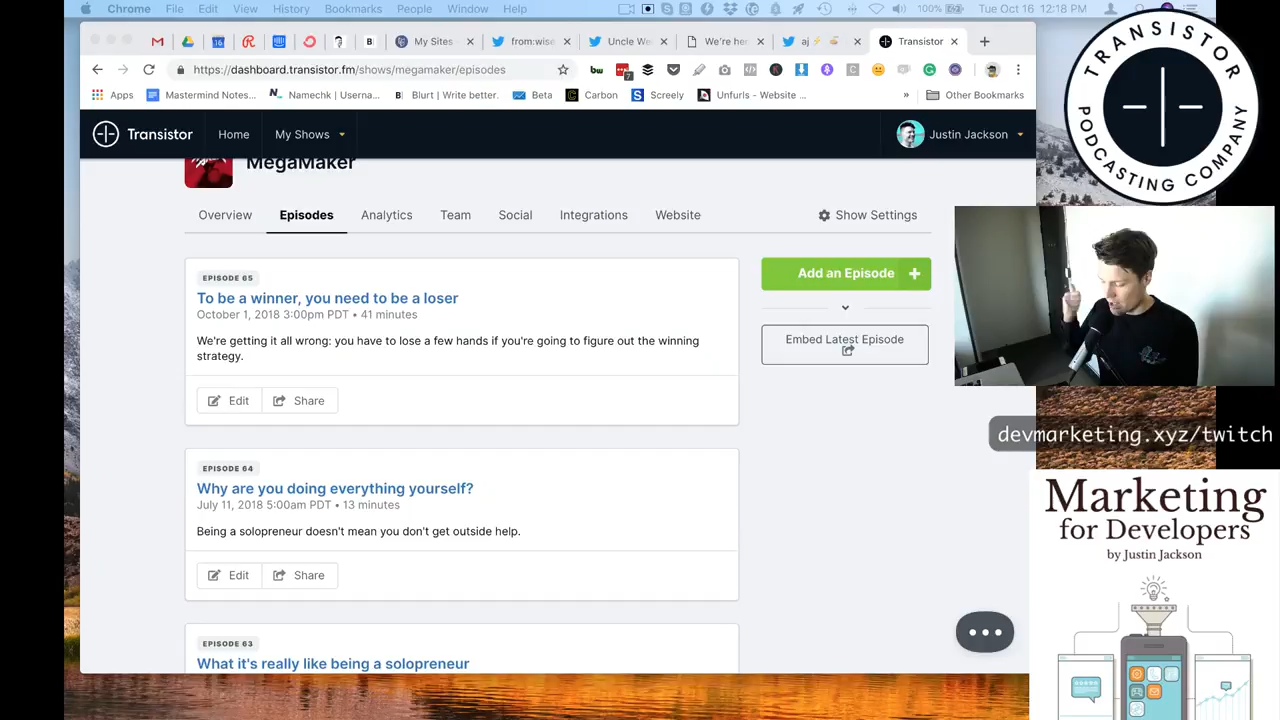 Chrome File Edit View History Bookmarks People Window Help 100% Tue Oct 16 12:18 PM
My Sites from:wise Uncle We We're her aj Transistor
https://dashboard.transistor.fm/shows/megamaker/episodes
Apps Mastermind Notes... Namechk | Userna... Blurt | Write better. Beta Carbon Screely Unfurls - Website ... » Other Bookmarks
Transistor Home My Shows Justin Jackson
MegaMaker
Overview Episodes Analytics Team Social Integrations Website Show Settings
EPISODE 65
To be a winner, you need to be a loser
October 1, 2018 3:00pm PDT • 41 minutes
We're getting it all wrong: you have to lose a few hands if you're going to figure out the winning
strategy.
Edit Share
EPISODE 64
Why are you doing everything yourself?
July 11, 2018 5:00am PDT • 13 minutes
Being a solopreneur doesn't mean you don't get outside help.
Edit Share
EPISODE 63
What it's really like being a solopreneur
Add an Episode +
Embed Latest Episode
TRANSISTOR
PODCASTING COMPANY
devmarketing.xyz/twitch
Marketing
for Developers
by Justin Jackson